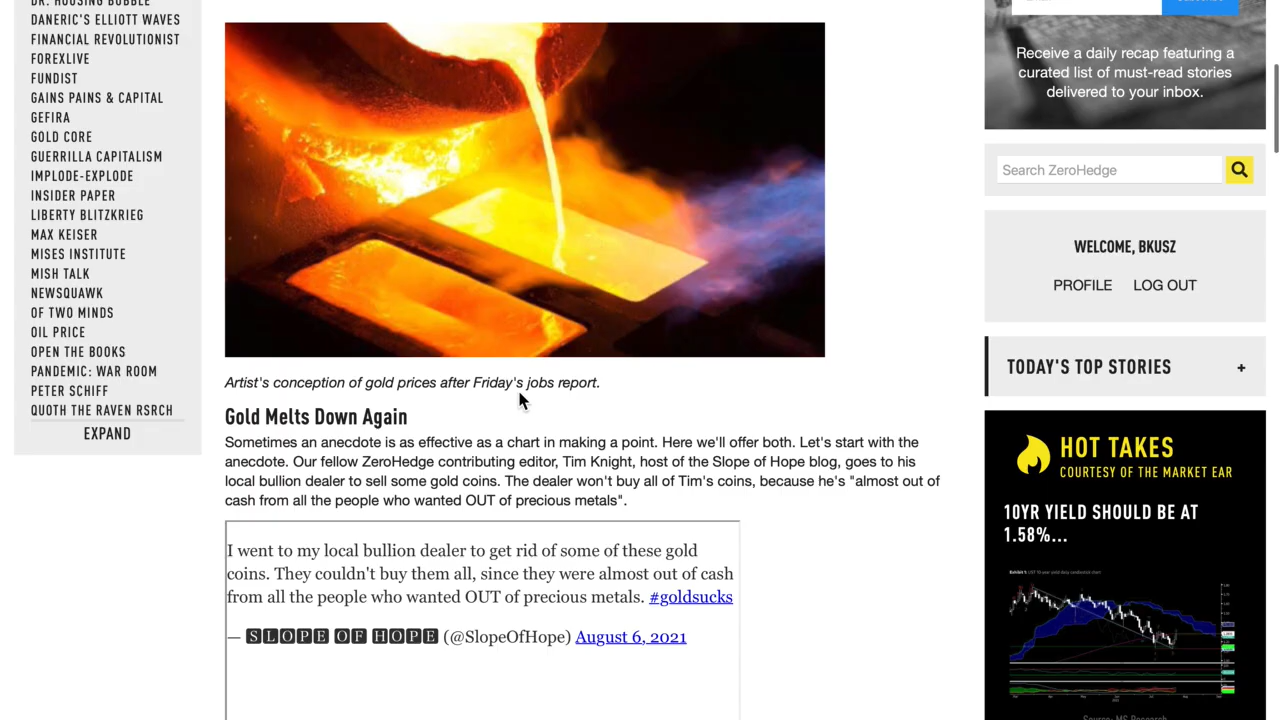 DANERIC'S ELLIOTT WAVES
FINANCIAL REVOLUTIONIST
FOREXLIVE
FUNDIST
GAINS PAINS & CAPITAL
GEFIRA
GOLD CORE
GUERRILLA CAPITALISM
IMPLODE-EXPLODE
INSIDER PAPER
LIBERTY BLITZKRIEG
MAX KEISER
MISES INSTITUTE
MISH TALK
NEWSQUAWK
OF TWO MINDS
OIL PRICE
OPEN THE BOOKS
PANDEMIC: WAR ROOM
PETER SCHIFF
QUOTH THE RAVEN RSRCH
EXPAND
Artist's conception of gold prices after Friday's jobs report.
Gold Melts Down Again
Sometimes an anecdote is as effective as a chart in making a point. Here we'll offer both. Let's start with the
anecdote. Our fellow ZeroHedge contributing editor, Tim Knight, host of the Slope of Hope blog, goes to his
local bullion dealer to sell some gold coins. The dealer won't buy all of Tim's coins, because he's "almost out of
cash from all the people who wanted OUT of precious metals".
I went to my local bullion dealer to get rid of some of these gold
coins. They couldn't buy them all, since they were almost out of cash
from all the people who wanted OUT of precious metals. #goldsucks
— 🆂🅻🅾🅿🅴 🅾🅵 🅷🅾🅿🅴 (@SlopeOfHope) August 6, 2021
Receive a daily recap featuring a
curated list of must-read stories
delivered to your inbox.
Search ZeroHedge
WELCOME, BKUSZ
PROFILE LOG OUT
TODAY'S TOP STORIES +
HOT TAKES
COURTESY OF THE MARKET EAR
10YR YIELD SHOULD BE AT
1.58%...